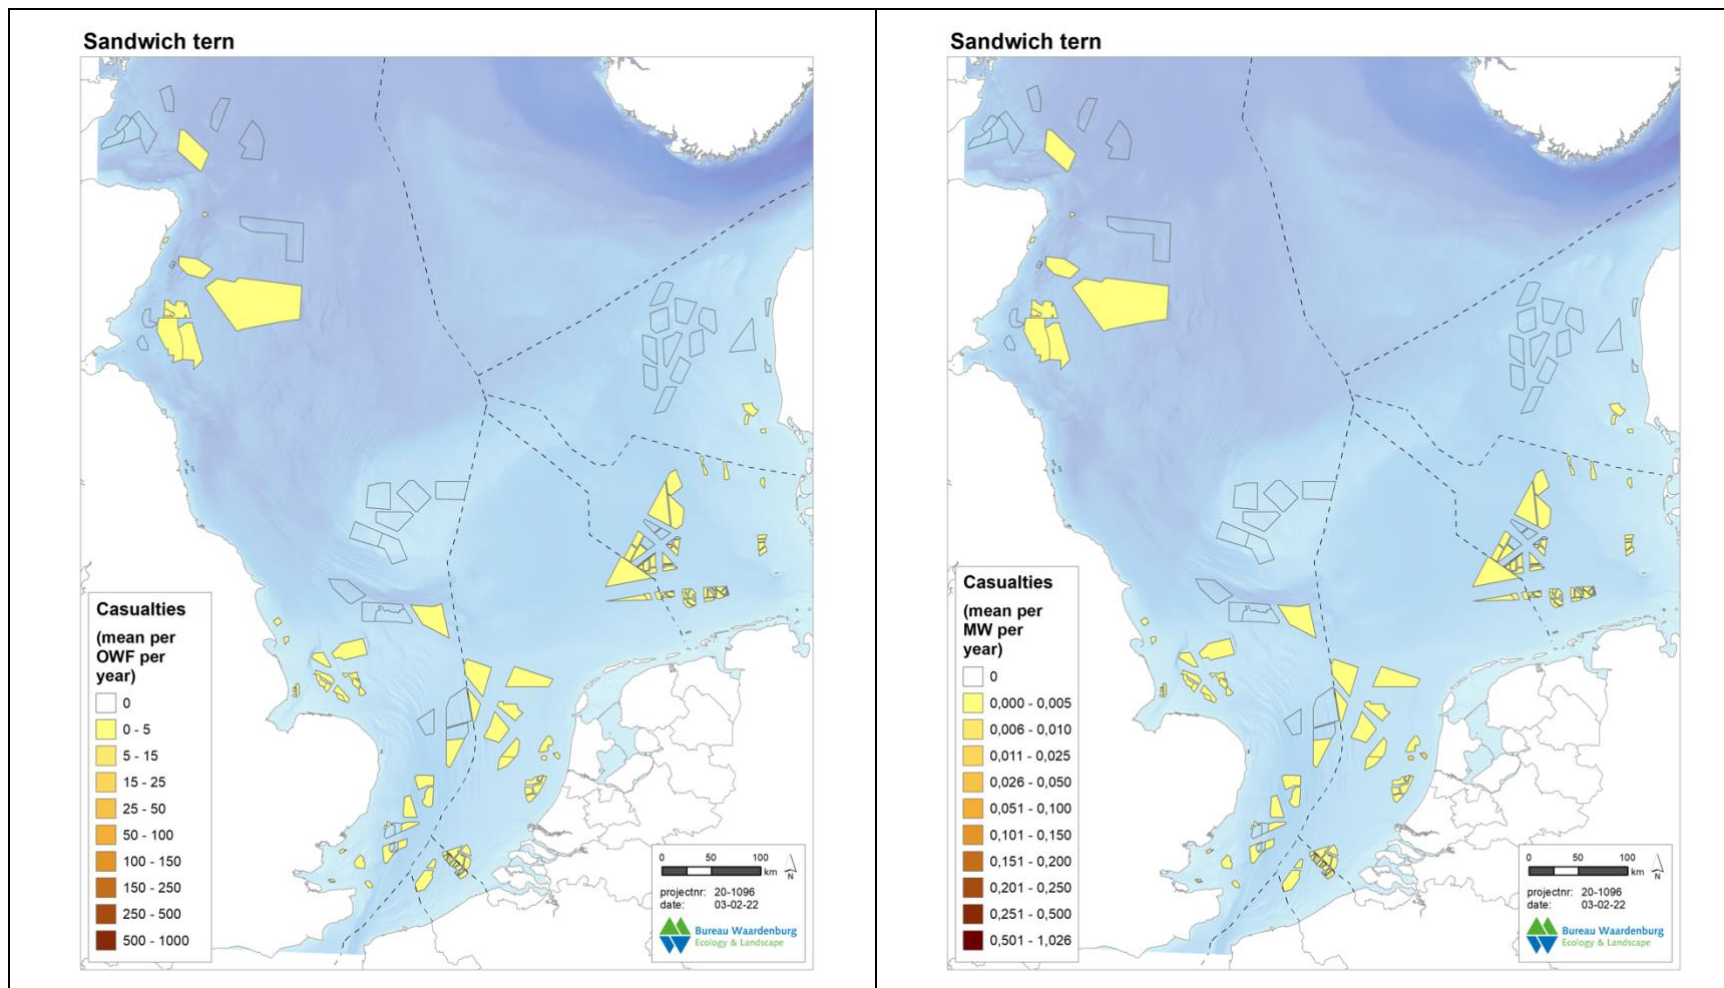 Sandwich tern
Casualties
(mean per
OWF per
year)
0
0 - 5
5 - 15
15 - 25
25 - 50
50 - 100
100 - 150
150 - 250
250 - 500
500 - 1000
0 50 100
km
N
projectnr: 20-1096
date: 03-02-22
Bureau Waardenburg
Ecology & Landscape
Sandwich tern
Casualties
(mean per
MW per
year)
0
0,000 - 0,005
0,006 - 0,010
0,011 - 0,025
0,026 - 0,050
0,051 - 0,100
0,101 - 0,150
0,151 - 0,200
0,201 - 0,250
0,251 - 0,500
0,501 - 1,026
0 50 100
km
N
projectnr: 20-1096
date: 03-02-22
Bureau Waardenburg
Ecology & Landscape